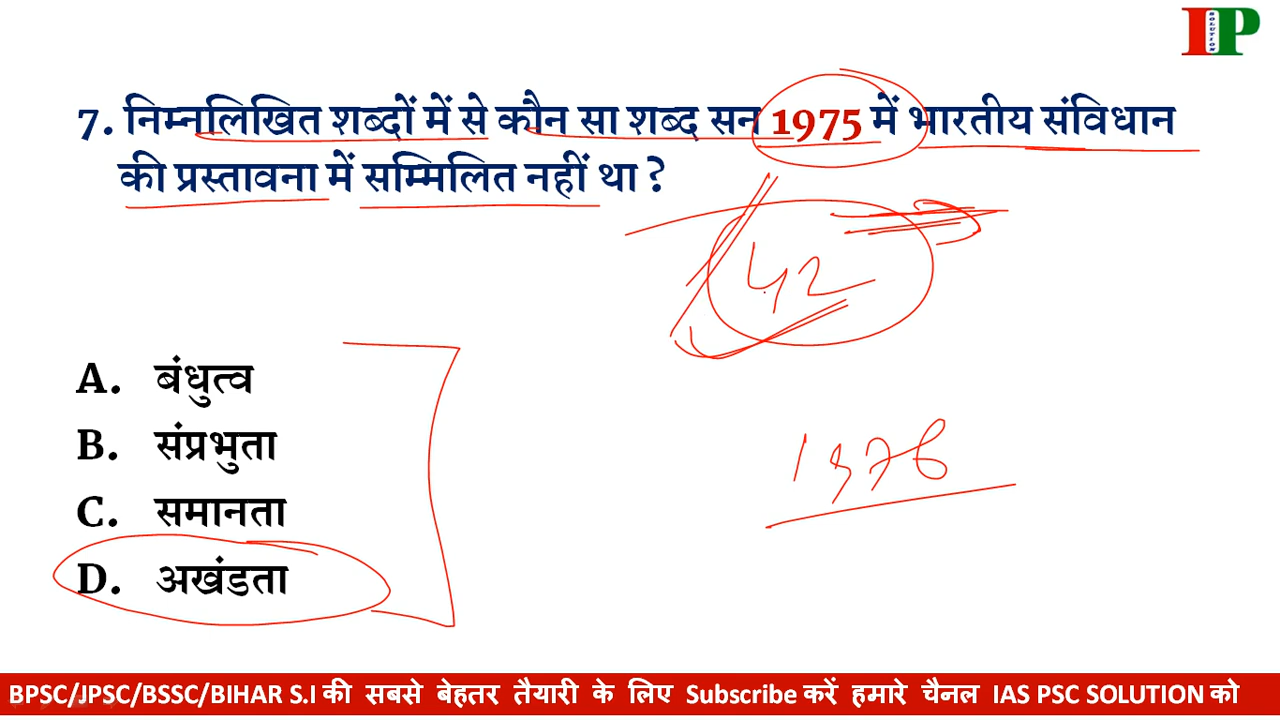 IP
SOLUTION
7. निम्नलिखित शब्दों में से कौन सा शब्द सन 1975 में भारतीय संविधान
की प्रस्तावना में सम्मिलित नहीं था ?
42
A. बंधुत्व
B. संप्रभुता
1976
C. समानता
D. अखंडता
BPSC/JPSC/BSSC/BIHAR S.I की सबसे बेहतर तैयारी के लिए Subscribe करें हमारे चैनल IAS PSC SOLUTION को